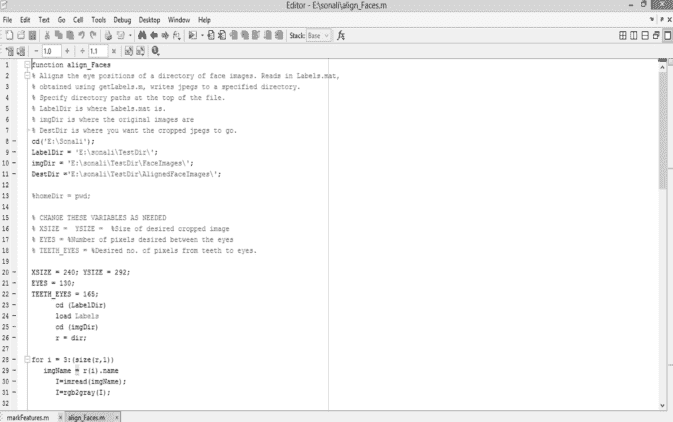 Editor - E:\sonali\align_Faces.m
File Edit Text Go Cell Tools Debug Desktop Window Help
Stack: Base fx
- 1.0 + ÷ 1.1 ×
1 function align_Faces
2 % Aligns the eye positions of a directory of face images. Reads in Labels.mat,
3 % obtained using getLabels.m, writes jpegs to a specified directory.
4 % Specify directory paths at the top of the file.
5 % LabelDir is where Labels.mat is.
6 % imgDir is where the original images are
7 % DestDir is where you want the cropped jpegs to go.
8 cd('E:\Sonali');
9 LabelDir = 'E:\sonali\TestDir\';
10 imgDir = 'E:\sonali\TestDir\FaceImages\';
11 DestDir ='E:\sonali\TestDir\AlignedFaceImages\';
12
13 %homeDir = pwd;
14
15 % CHANGE THESE VARIABLES AS NEEDED
16 % XSIZE = YSIZE = %Size of desired cropped image
17 % EYES = %Number of pixels desired between the eyes
18 % TEETH_EYES = %Desired no. of pixels from teeth to eyes.
19
20 XSIZE = 240; YSIZE = 292;
21 EYES = 130;
22 TEETH_EYES = 165;
23 cd (LabelDir)
24 load Labels
25 cd (imgDir)
26 r = dir;
27
28 for i = 3:(size(r,1))
29 imgName = r(i).name
30 I=imread(imgName);
31 I=rgb2gray(I);
32
markFeatures.m × align_Faces.m ×